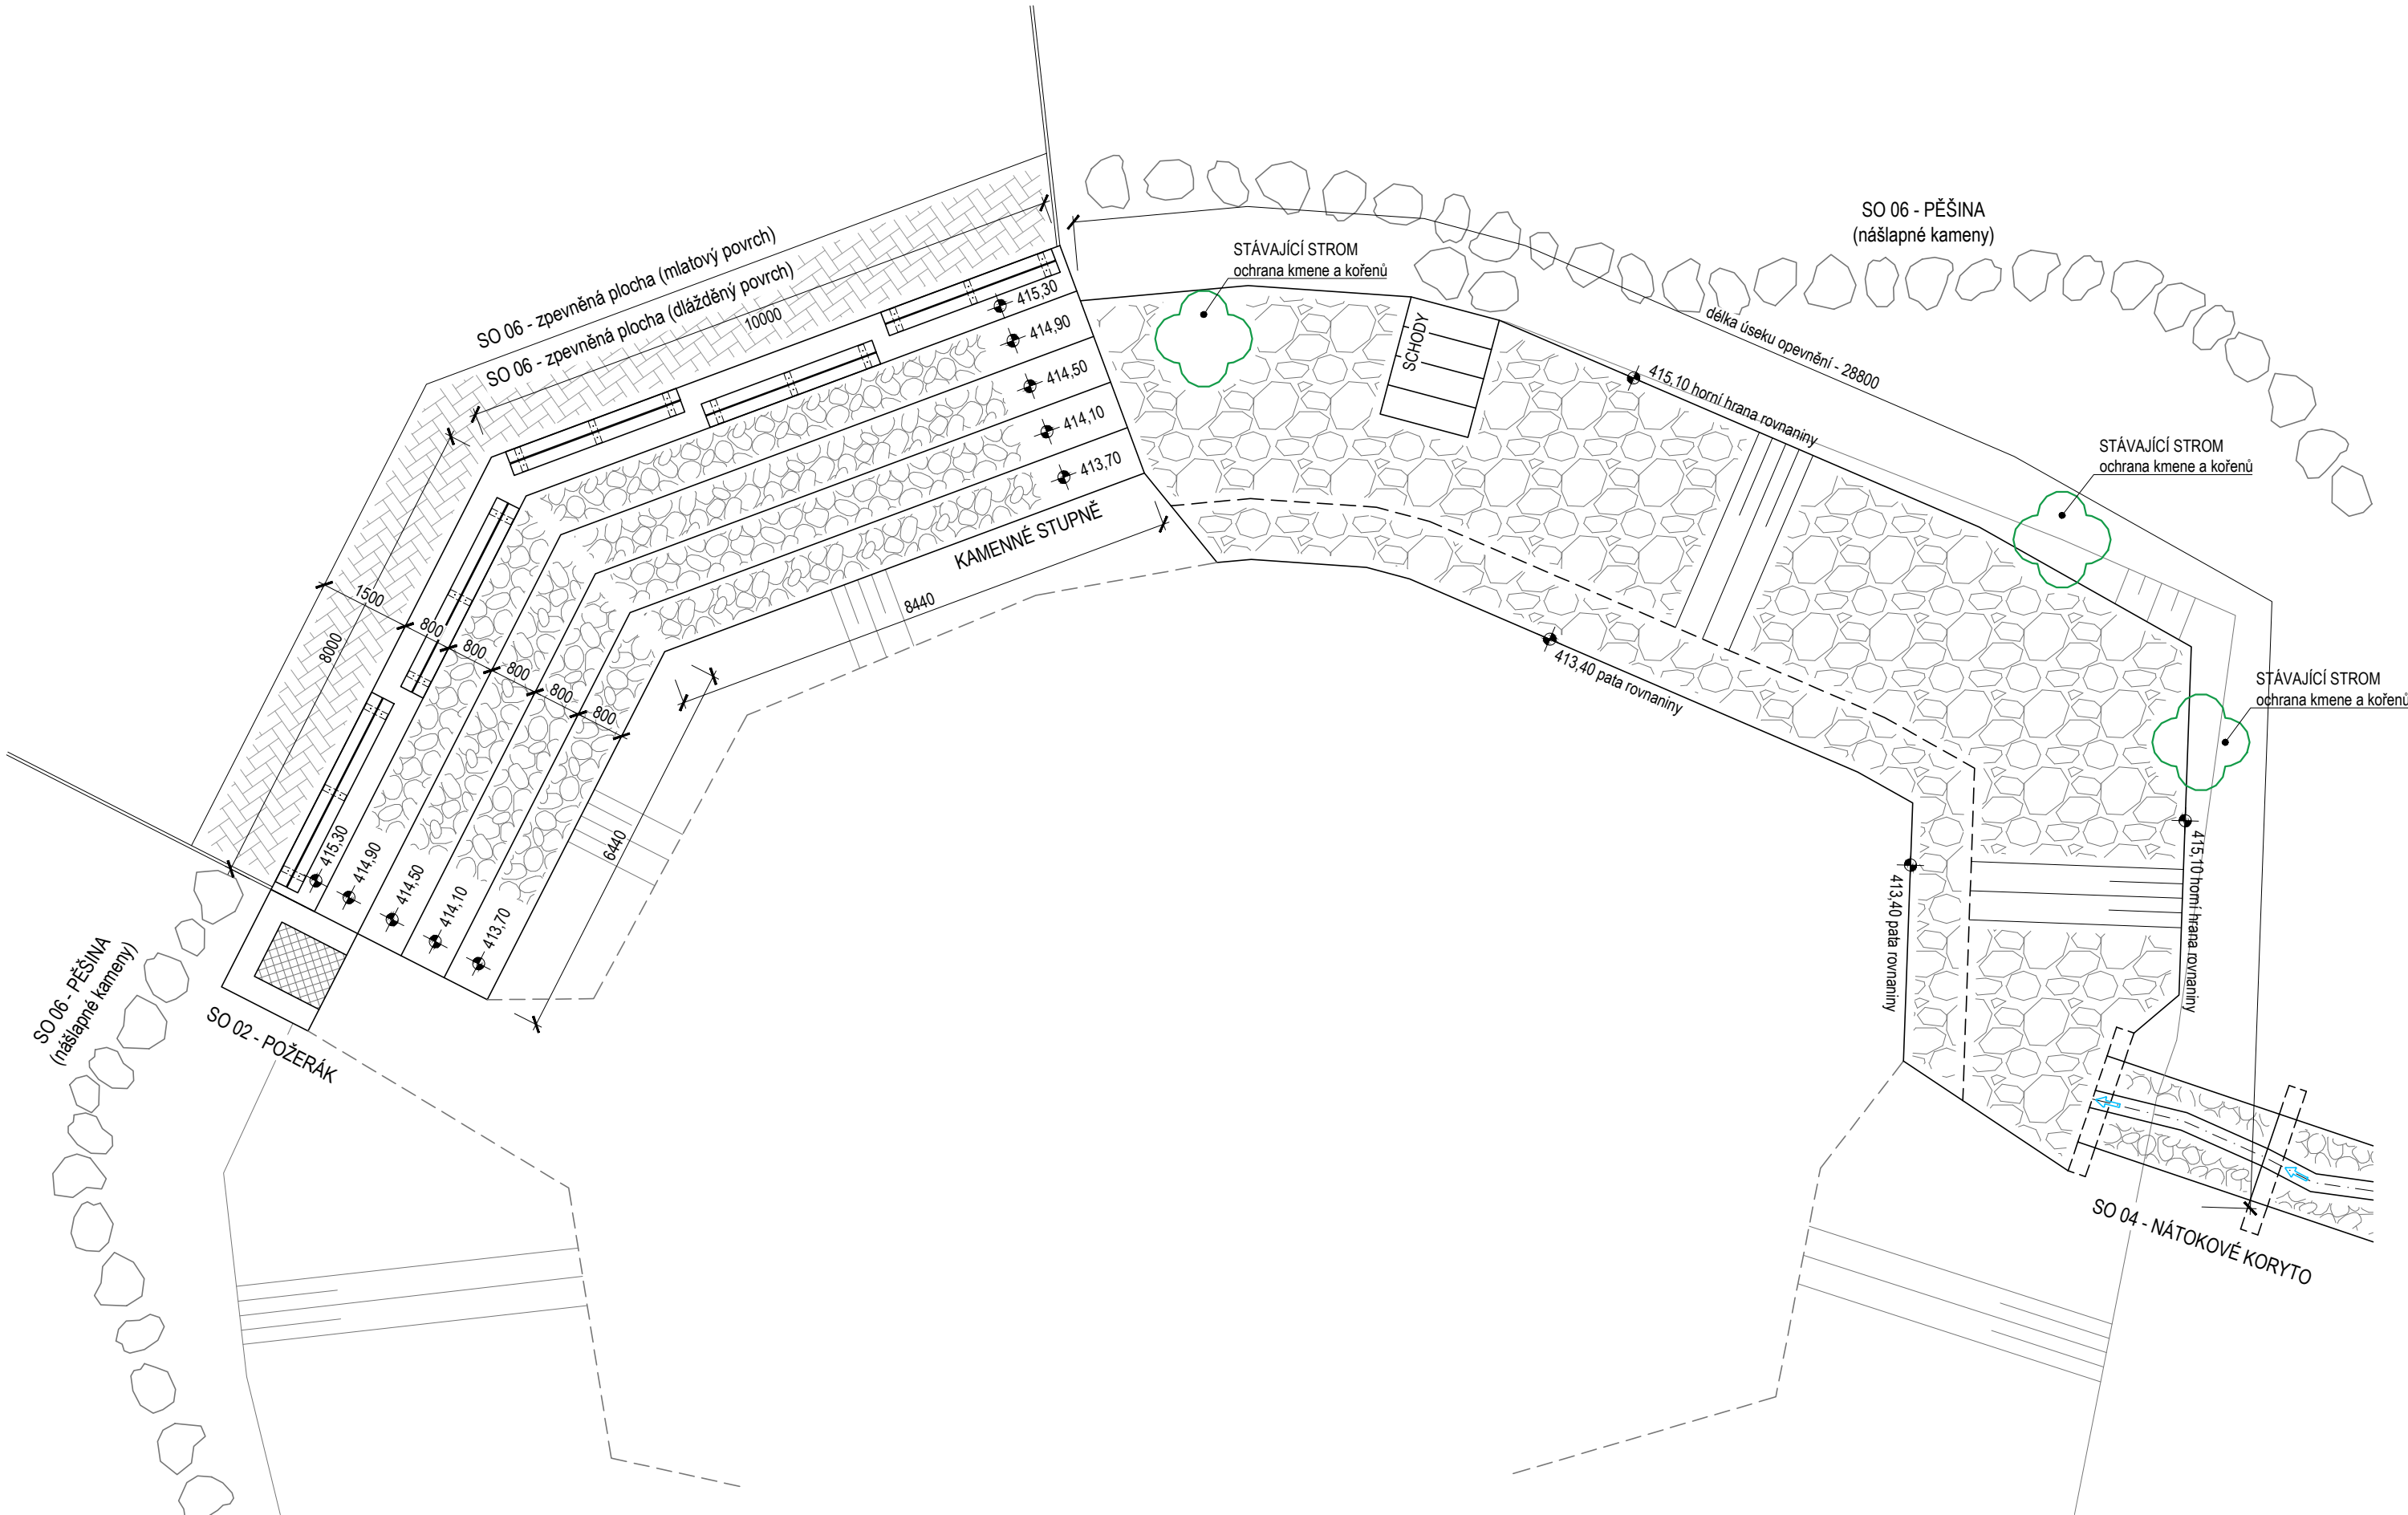 SO 06 - PĚŠINA
(nášlapné kameny)
STÁVAJÍCÍ STROM
ochrana kmene a kořenů
SO 06 - zpevněná plocha (mlatový povrch)
SO 06 - zpevněná plocha (dlážděný povrch)
10000
415,30
414,90
414,50
414,10
413,70
SCHODY
délka úseku opevnění - 28800
415,10 horní hrana rovnaniny
STÁVAJÍCÍ STROM
ochrana kmene a kořenů
KAMENNÉ STUPNĚ
8440
1500
800
800
800
800
800
8000
413,40 pata rovnaniny
STÁVAJÍCÍ STROM
ochrana kmene a kořenů
6440
415,30
414,90
414,50
414,10
413,70
415,10 horní hrana rovnaniny
413,40 pata rovnaniny
SO 06 - PĚŠINA
(nášlapné kameny)
SO 02 - POŽERÁK
SO 04 - NÁTOKOVÉ KORYTO